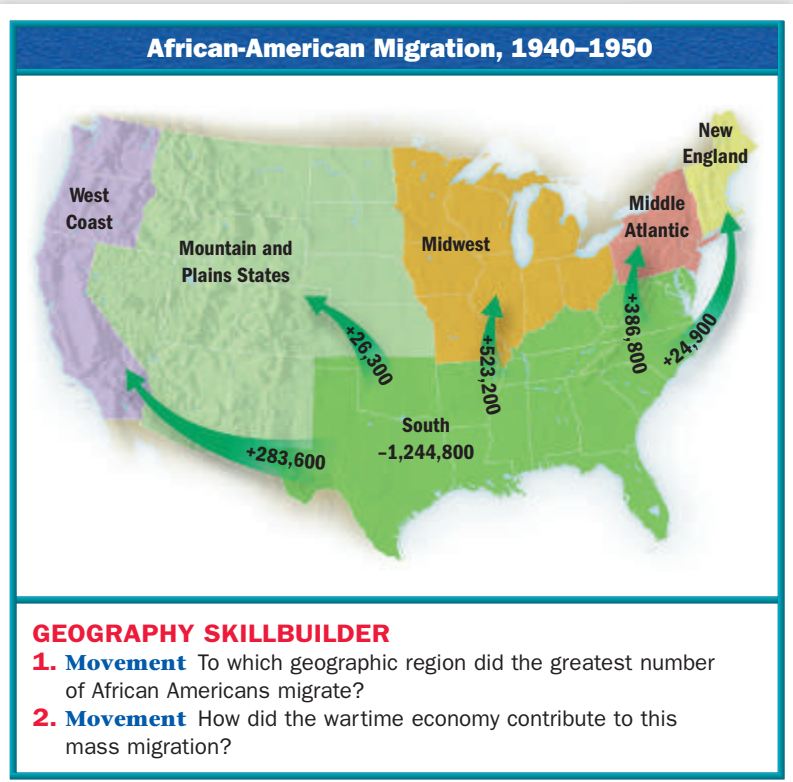 African-American Migration, 1940–1950
New
England
West
Coast
Middle
Atlantic
Mountain and
Plains States
Midwest
+26,300
+523,200
+386,800
+24,900
South
–1,244,800
+283,600
GEOGRAPHY SKILLBUILDER
1. Movement To which geographic region did the greatest number
of African Americans migrate?
2. Movement How did the wartime economy contribute to this
mass migration?